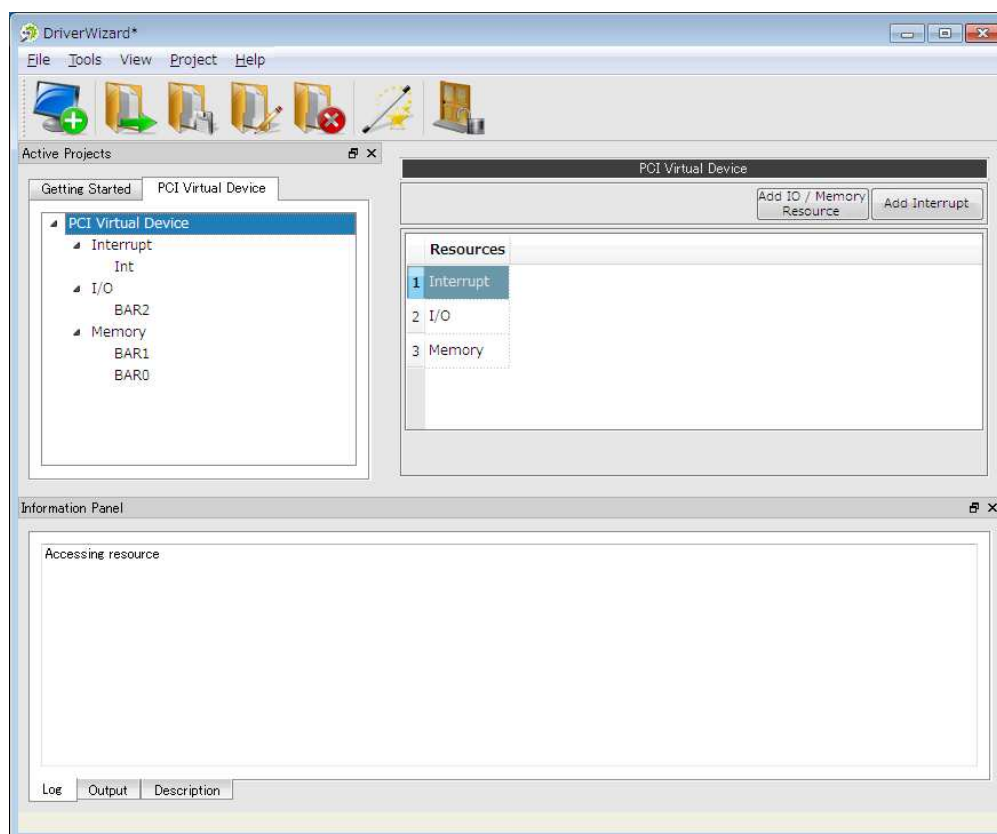 DriverWizard*
File Tools View Project Help
Active Projects
Getting Started PCI Virtual Device
PCI Virtual Device
Interrupt
Int
I/O
BAR2
Memory
BAR1
BAR0
PCI Virtual Device
Add IO / Memory
Resource
Add Interrupt
Resources
1 Interrupt
2 I/O
3 Memory
Information Panel
Accessing resource
Log Output Description